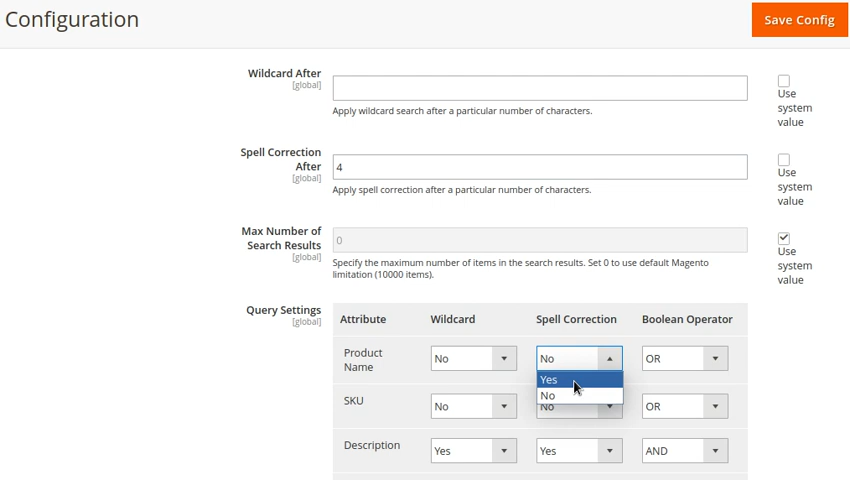 Configuration
Save Config
Wildcard After
[global]
Apply wildcard search after a particular number of characters.
Use
system
value
Spell Correction
After
[global]
4
Apply spell correction after a particular number of characters.
Use
system
value
Max Number of
Search Results
[global]
0
Specify the maximum number of items in the search results. Set 0 to use default Magento
limitation (10000 items).
Use
system
value
Query Settings
[global]
Attribute Wildcard Spell Correction Boolean Operator
Product
Name
No No OR
Yes
No
SKU
No No OR
Description
Yes Yes AND